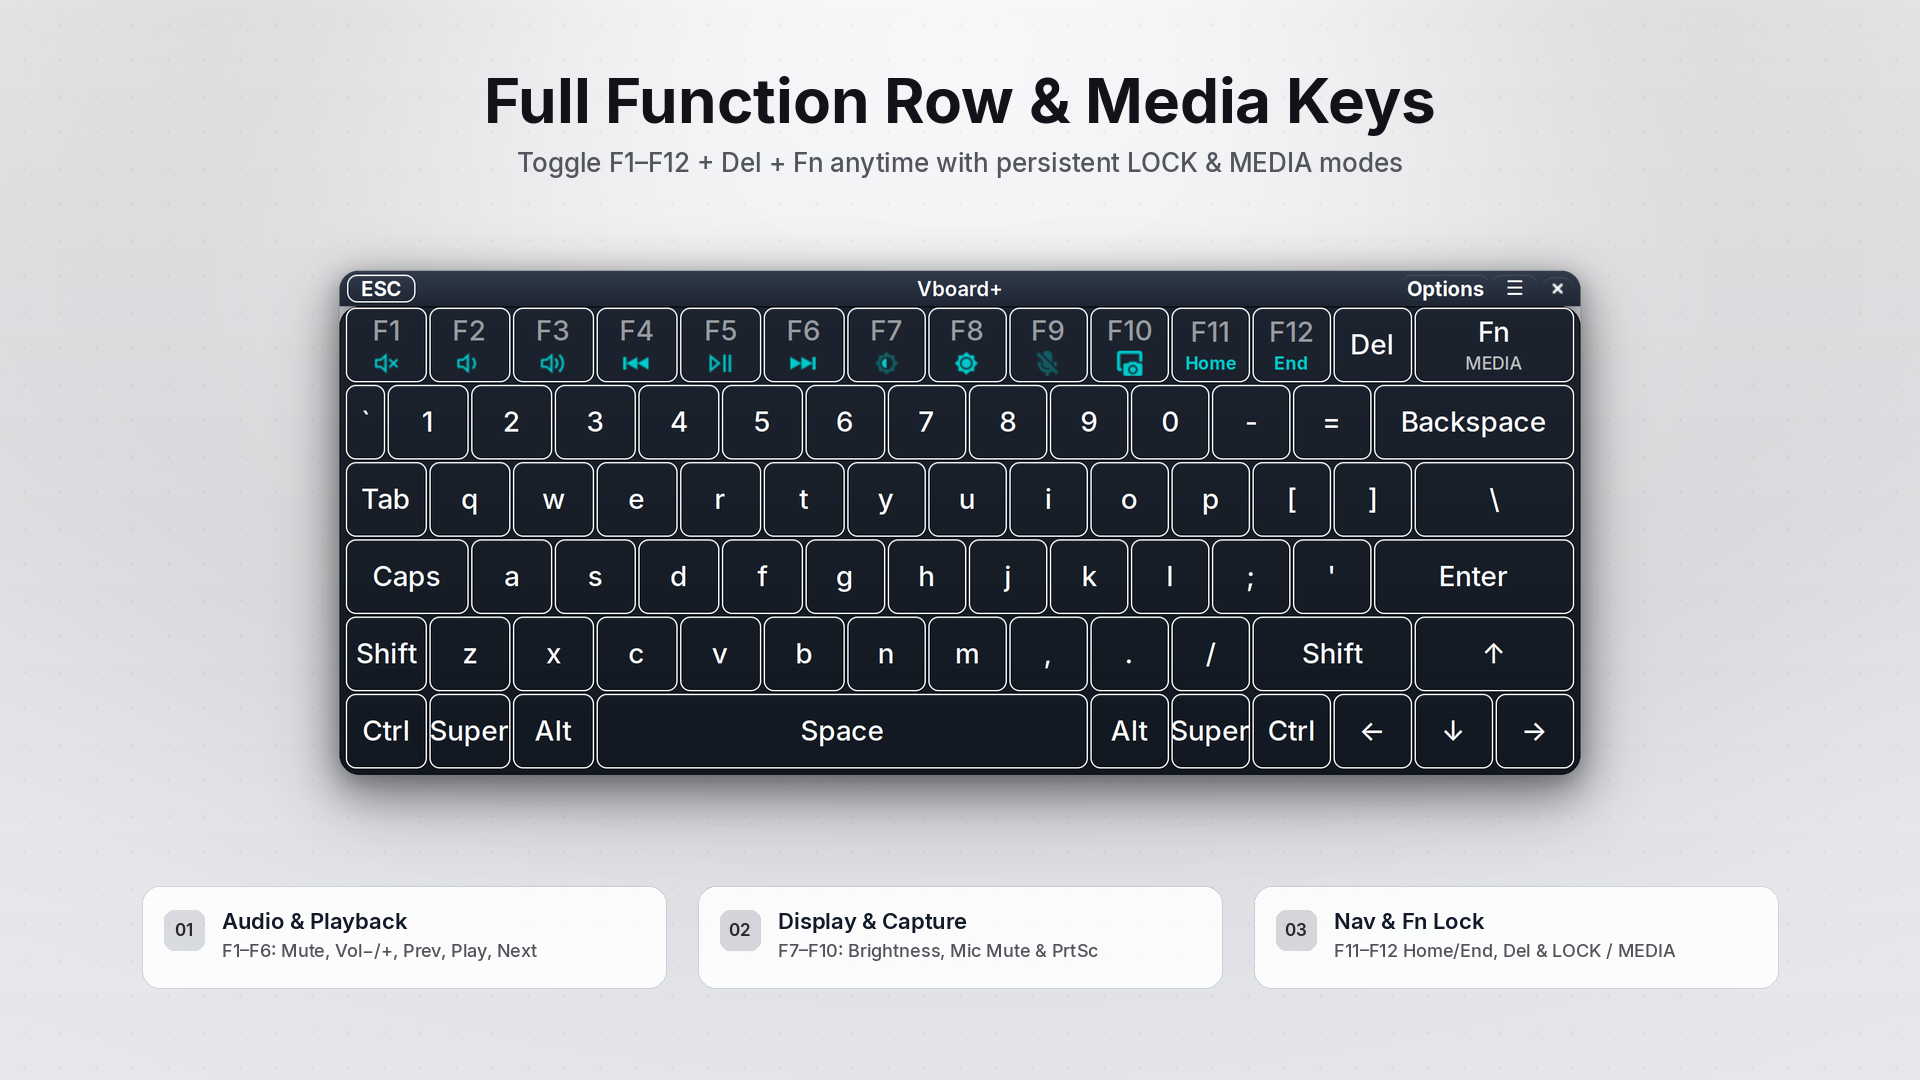 Full Function Row & Media Keys
Toggle F1–F12 + Del + Fn anytime with persistent LOCK & MEDIA modes
ESC Vboard+ Options ☰ ×
F1 F2 F3 F4 F5 F6 F7 F8 F9 F10 F11 F12 Del Fn
Home End MEDIA
` 1 2 3 4 5 6 7 8 9 0 - = Backspace
Tab q w e r t y u i o p [ ] \
Caps a s d f g h j k l ; ' Enter
Shift z x c v b n m , . / Shift ↑
Ctrl Super Alt Space Alt Super Ctrl ← ↓ →
01 Audio & Playback
F1–F6: Mute, Vol−/+, Prev, Play, Next
02 Display & Capture
F7–F10: Brightness, Mic Mute & PrtSc
03 Nav & Fn Lock
F11–F12 Home/End, Del & LOCK / MEDIA